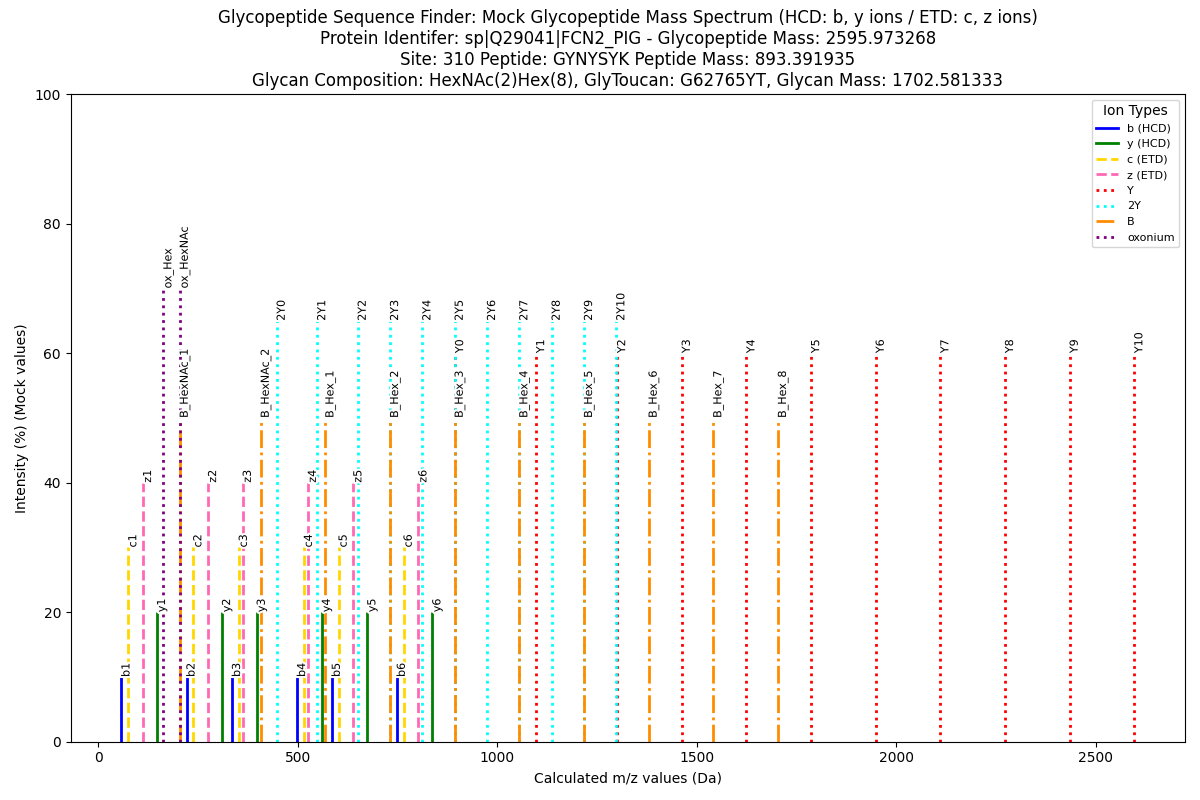 Glycopeptide Sequence Finder: Mock Glycopeptide Mass Spectrum (HCD: b, y ions / ETD: c, z ions)
Protein Identifer: sp|Q29041|FCN2_PIG - Glycopeptide Mass: 2595.973268
Site: 310 Peptide: GYNYSYK Peptide Mass: 893.391935
Glycan Composition: HexNAc(2)Hex(8), GlyToucan: G62765YT, Glycan Mass: 1702.581333
Intensity (%) (Mock values)
100
80
60
40
20
0
Ion Types
b (HCD)
y (HCD)
c (ETD)
z (ETD)
Y
2Y
B
oxonium
ox_Hex
ox_HexNAc
2Y0
2Y1
2Y2
2Y3
2Y4
2Y5
2Y6
2Y7
2Y8
2Y9
2Y10
Y0
Y1
Y2
Y3
Y4
Y5
Y6
Y7
Y8
Y9
Y10
B_HexNAc_1
B_HexNAc_2
B_Hex_1
B_Hex_2
B_Hex_3
B_Hex_4
B_Hex_5
B_Hex_6
B_Hex_7
B_Hex_8
z1
z2
z3
z4
z5
z6
c1
c2
c3
c4
c5
c6
y1
y2
y3
y4
y5
y6
b1
b2
b3
b4
b5
b6
0
500
1000
1500
2000
2500
Calculated m/z values (Da)